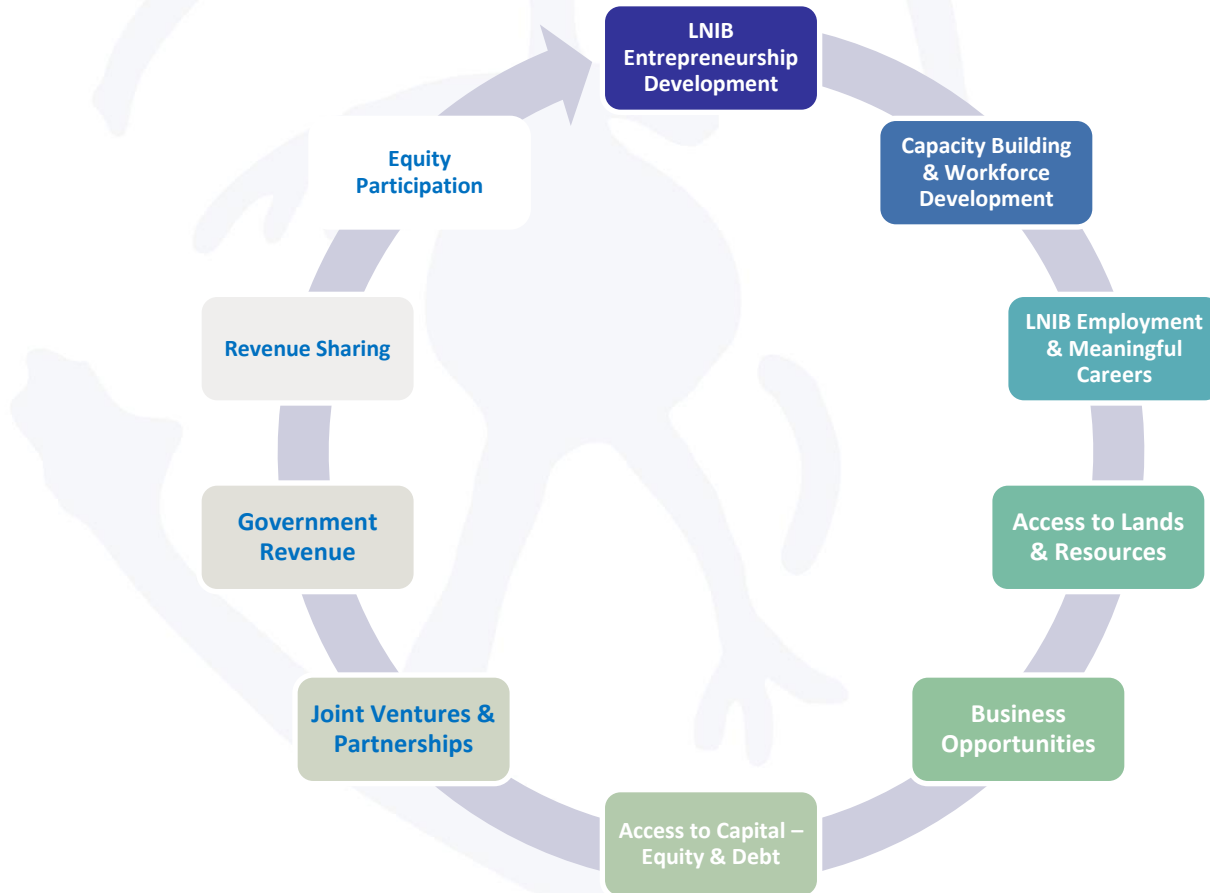 LNIB
Entrepreneurship
Development
Capacity Building
& Workforce
Development
LNIB Employment
& Meaningful
Careers
Access to Lands
& Resources
Business
Opportunities
Access to Capital –
Equity & Debt
Joint Ventures &
Partnerships
Government
Revenue
Revenue Sharing
Equity
Participation